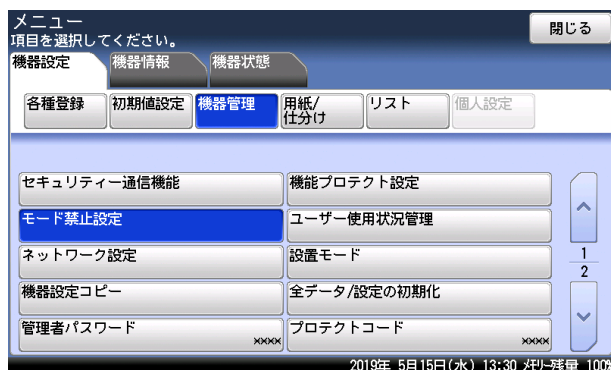 メニュー
項目を選択してください。
閉じる
機器設定
機器情報
機器状態
各種登録
初期値設定
機器管理
用紙/
仕分け
リスト
個人設定
セキュリティー通信機能
機能プロテクト設定
モード禁止設定
ユーザー使用状況管理
ネットワーク設定
設置モード
1
2
機器設定コピー
全データ/設定の初期化
管理者パスワード
××××
プロテクトコード
××××
2019年 5月15日(水) 13:30 メモリー残量 100%